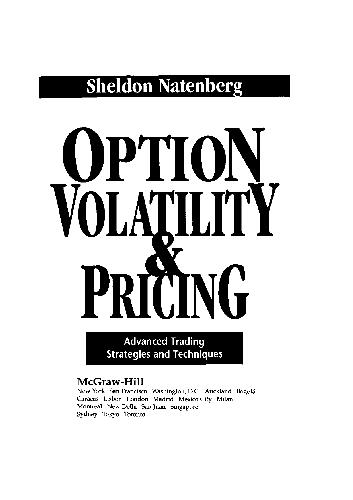 Sheldon Natenberg
OPTION
VOLATILITY
&
PRICING
Advanced Trading
Strategies and Techniques
McGraw-Hill
New York San Francisco Washington, D.C. Auckland Bogotá
Caracas Lisbon London Madrid Mexico City Milan
Montreal New Delhi San Juan Singapore
Sydney Tokyo Toronto